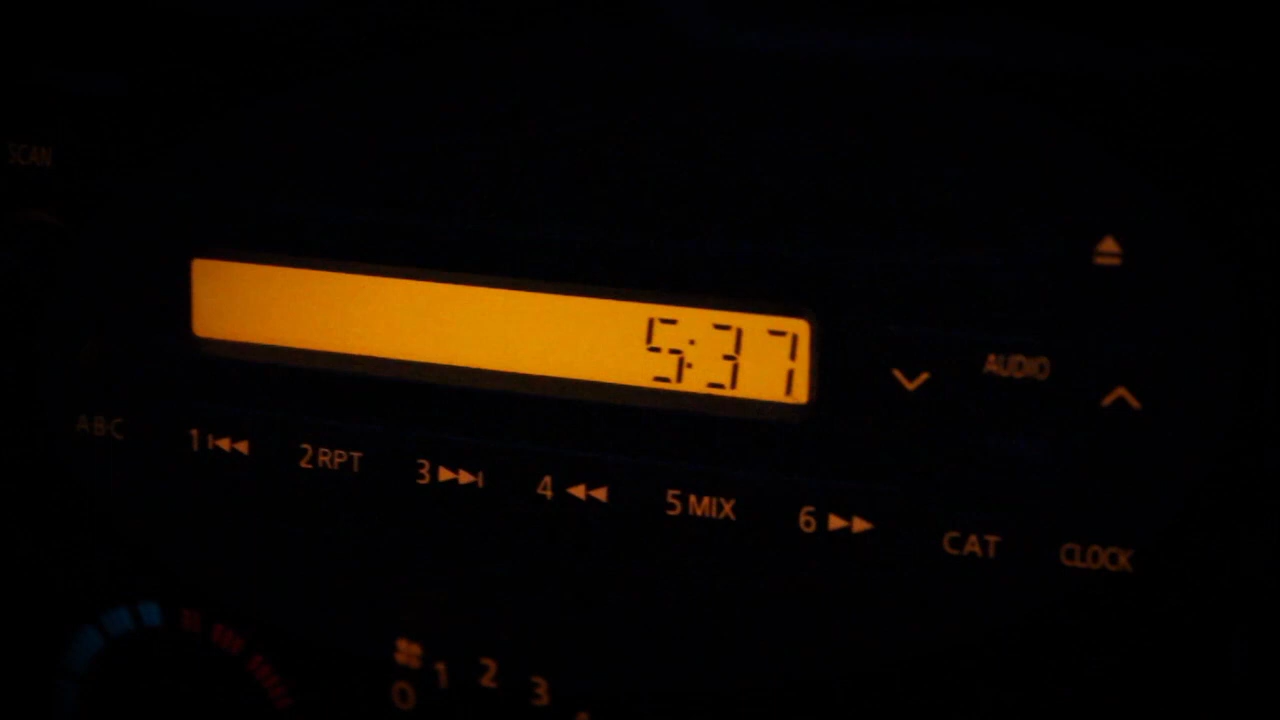 SCAN
5:37
AUDIO
ABC
1 2 RPT 3 4 5 MIX 6 CAT CLOCK
0 1 2 3